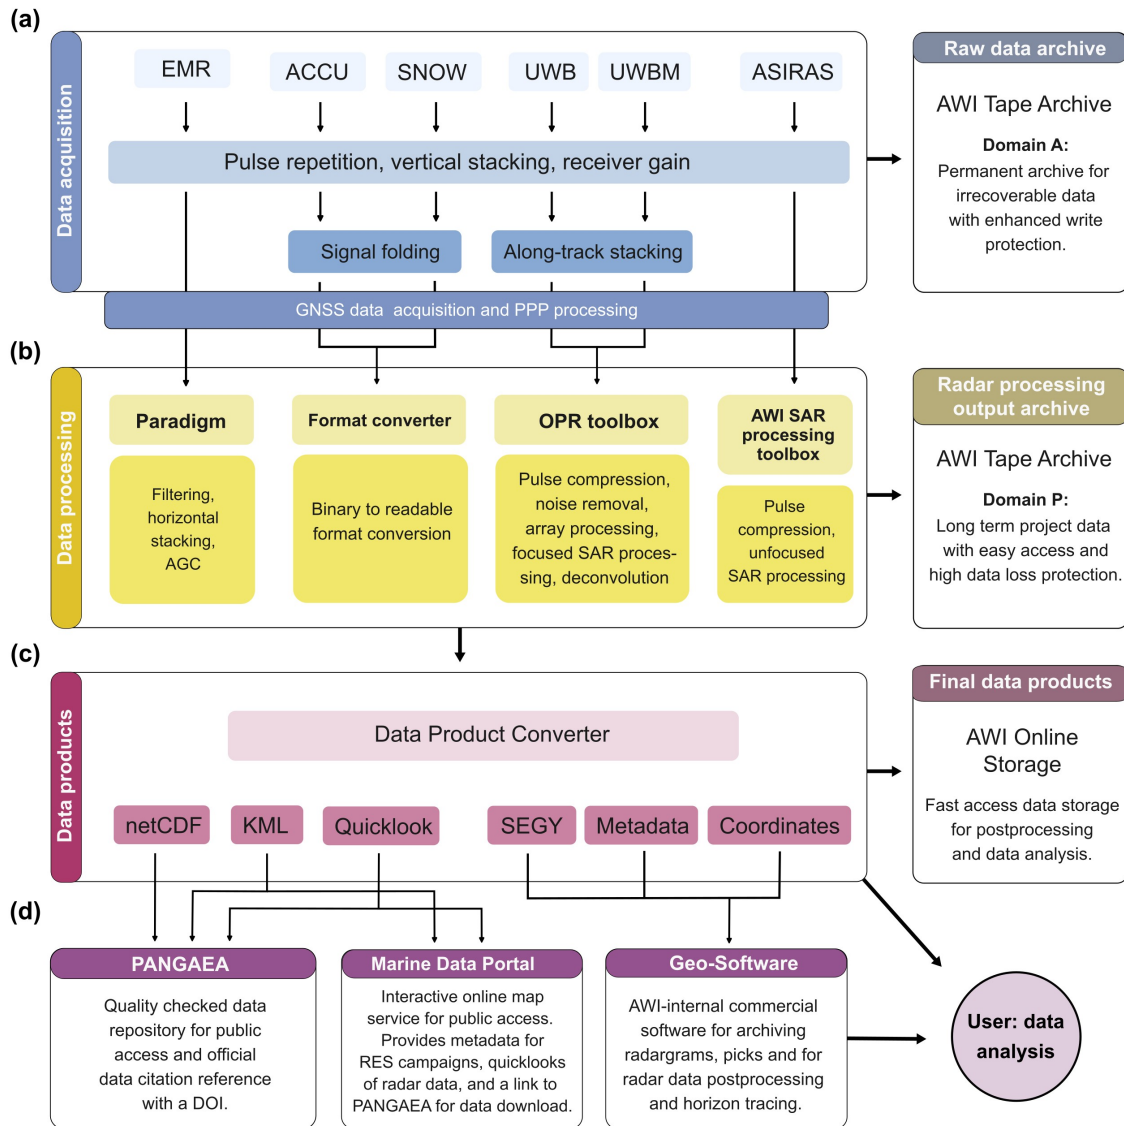 (a)
Data acquisition
EMR
ACCU
SNOW
UWB
UWBM
ASIRAS
Pulse repetition, vertical stacking, receiver gain
Signal folding
Along-track stacking
GNSS data acquisition and PPP processing
Raw data archive
AWI Tape Archive
Domain A:
Permanent archive for
irrecoverable data
with enhanced write
protection.
(b)
Data processing
Paradigm
Filtering,
horizontal
stacking,
AGC
Format converter
Binary to readable
format conversion
OPR toolbox
Pulse compression,
noise removal,
array processing,
focused SAR proces-
sing, deconvolution
AWI SAR
processing
toolbox
Pulse
compression,
unfocused
SAR processing
Radar processing
output archive
AWI Tape Archive
Domain P:
Long term project data
with easy access and
high data loss protection.
(c)
Data products
Data Product Converter
netCDF
KML
Quicklook
SEGY
Metadata
Coordinates
Final data products
AWI Online
Storage
Fast access data storage
for postprocessing
and data analysis.
(d)
PANGAEA
Quality checked data
repository for public
access and official
data citation reference
with a DOI.
Marine Data Portal
Interactive online map
service for public access.
Provides metadata for
RES campaigns, quicklooks
of radar data, and a link to
PANGAEA for data download.
Geo-Software
AWI-internal commercial
software for archiving
radargrams, picks and for
radar data postprocessing
and horizon tracing.
User: data
analysis